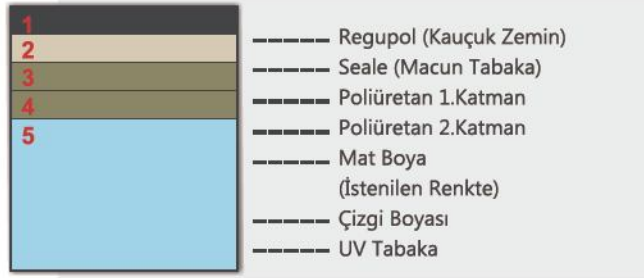 1
2
3
4
5
Regupol (Kauçuk Zemin)
Seale (Macun Tabaka)
Poliüretan 1.Katman
Poliüretan 2.Katman
Mat Boya
(İstenilen Renkte)
Çizgi Boyası
UV Tabaka